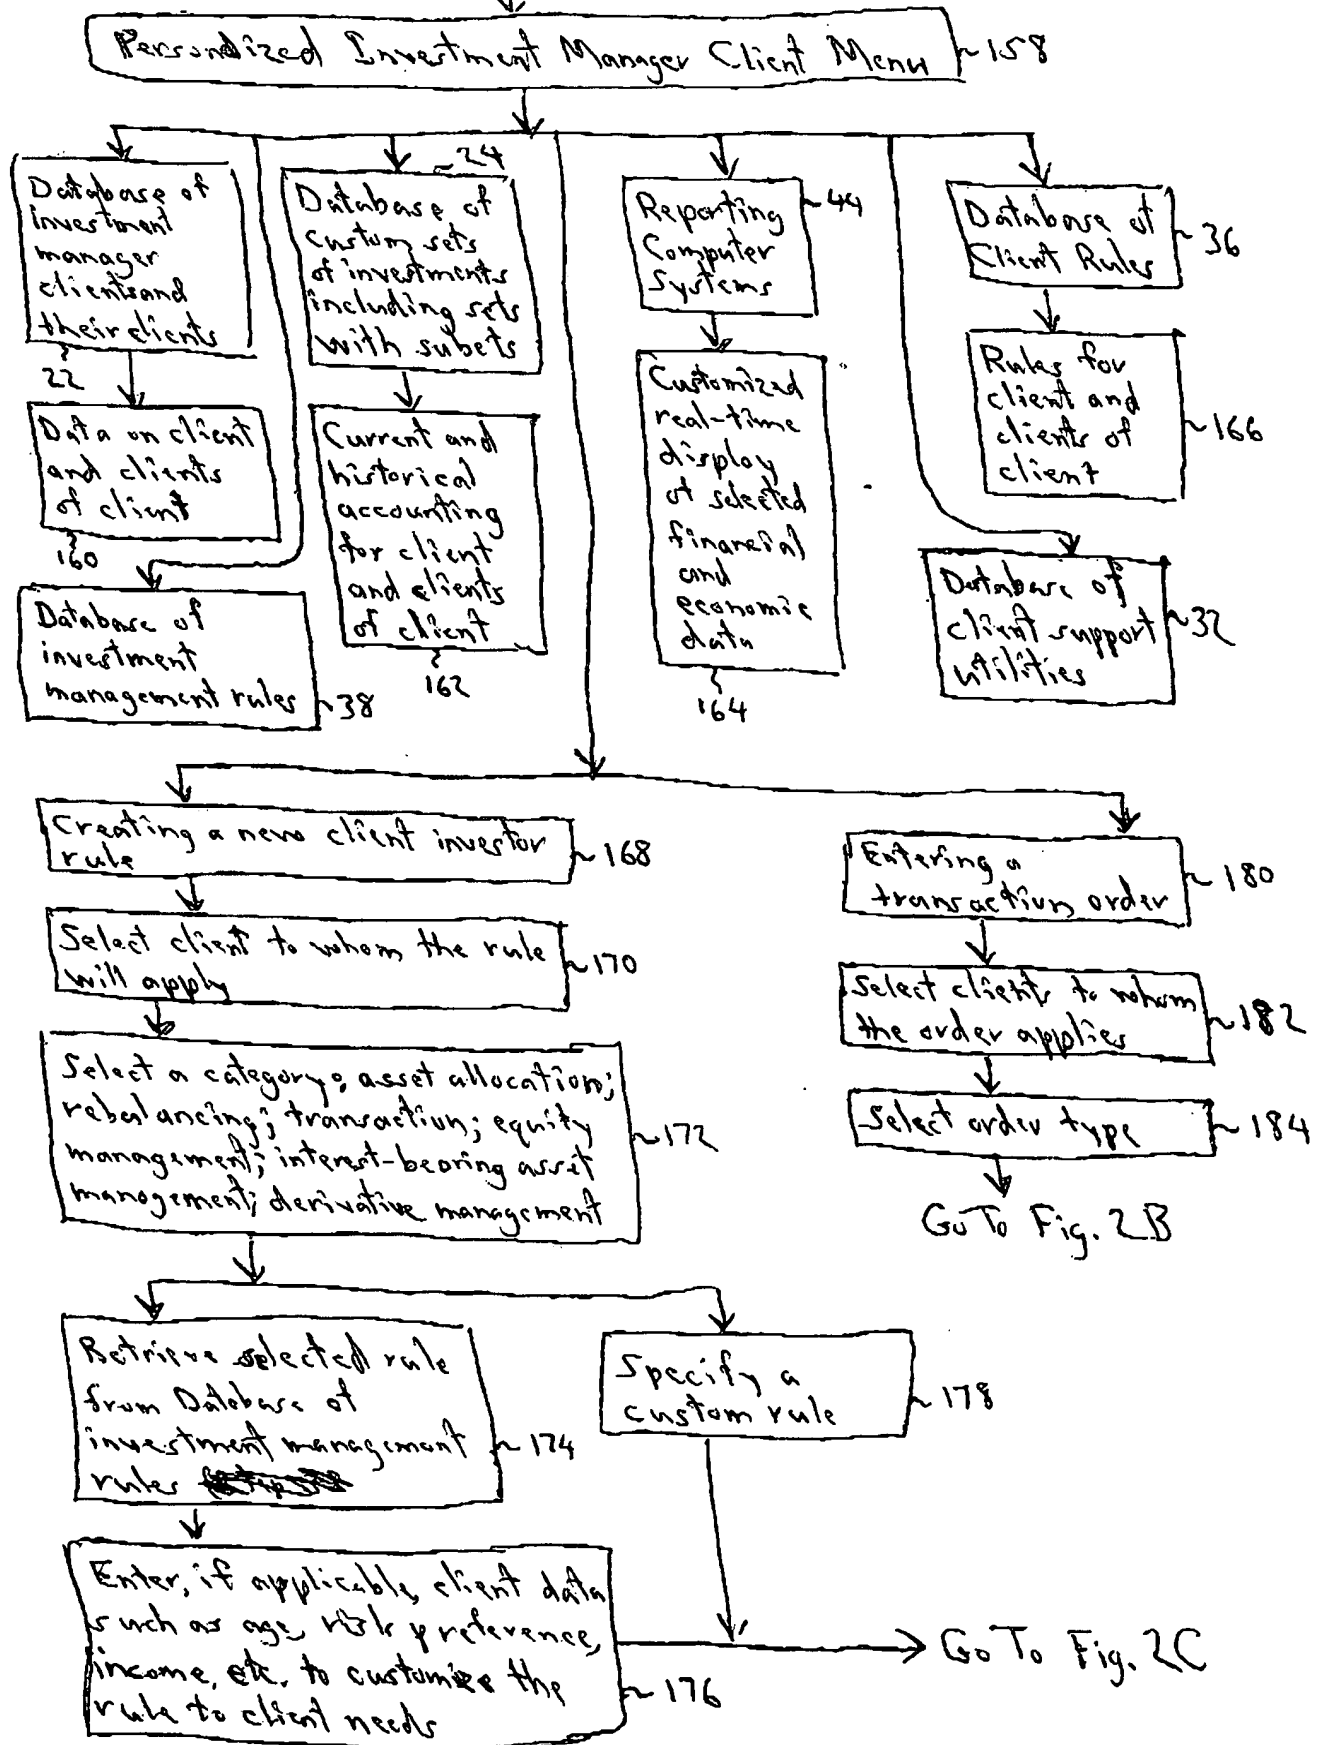 Personalized Investment Manager Client Menu
158
Database of
investment
manager
clients and
their clients
22
24
Database of
custom sets
of investments
including sets
with subets
Reporting
Computer
Systems
44
Database of
Client Rules
36
Data on client
and clients
of client
160
Current and
historical
accounting
for client
and clients
of client
162
Customized
real-time
display
of selected
financial
and
economic
data
164
Rules for
client and
clients of
client
166
Database of
investment
management rules
38
Database of
client support
utilities
32
Creating a new client investor
rule
168
Select client to whom the rule
will apply
170
Select a category: asset allocation;
rebalancing; transaction; equity
management; interest-bearing asset
management; derivative management
172
Entering a
transaction order
180
Select clients to whom
the order applies
182
Select order type
184
Go To Fig. 2B
Retrieve selected rule
from Database of
investment management
rules
174
Specify a
custom rule
178
Enter, if applicable, client data
such as age, risk preference,
income, etc. to customize the
rule to client needs
176
Go To Fig. 2C